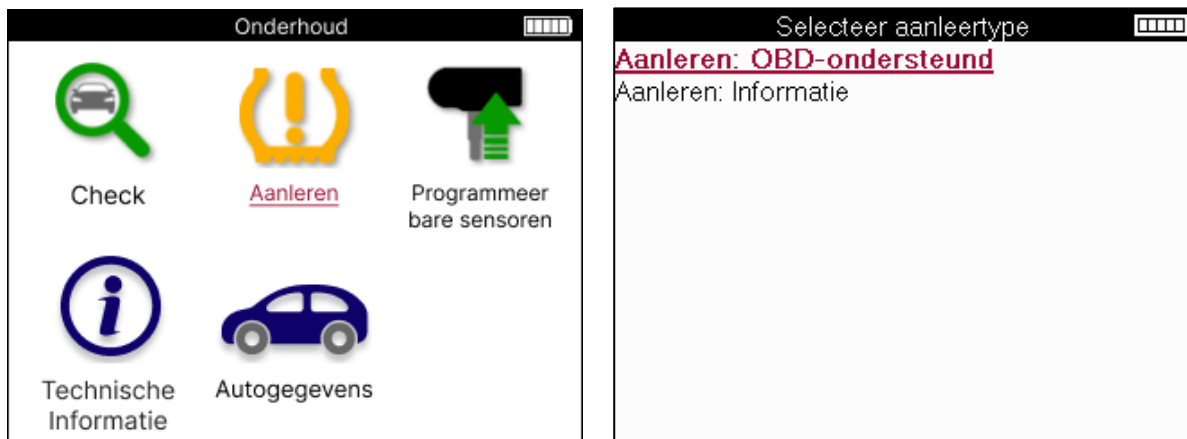 Onderhoud
Check
Aanleren
Programmeer
bare sensoren
Technische
Informatie
Autogegevens
Selecteer aanleertype
Aanleren: OBD-ondersteund
Aanleren: Informatie